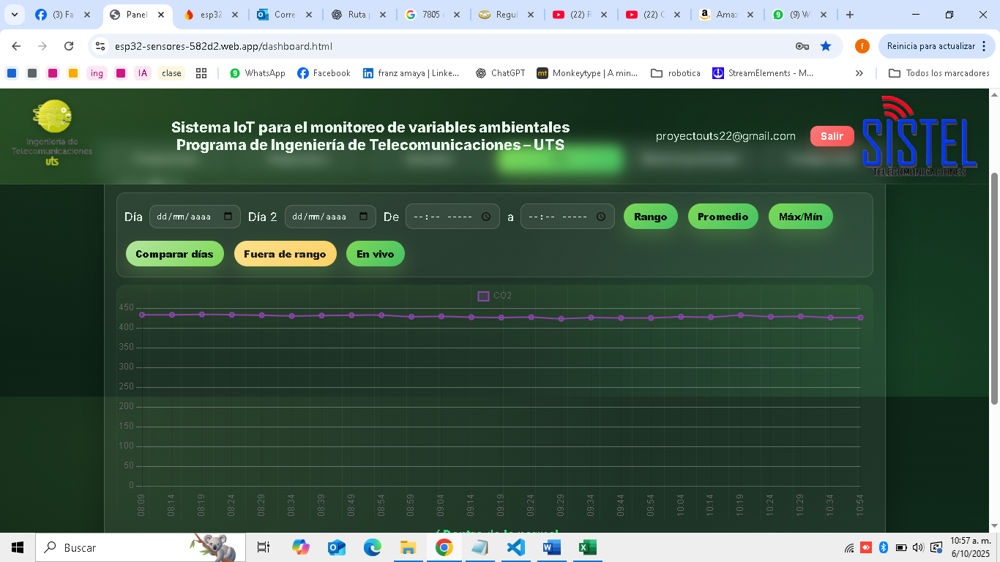 (3) Fa
Panel
esp32
Corre
Ruta p
7805 c
Regul
(22) F
(22) C
Amaz
(9) W
esp32-sensores-582d2.web.app/dashboard.html
f
Reinicia para actualizar
ing
IA
clase
9 WhatsApp
Facebook
franz amaya | Linke...
ChatGPT
mt Monkeytype | A min...
robotica
StreamElements - M...
Todos los marcadores
Ingeniería de
Telecomunicaciones
uts
Sistema IoT para el monitoreo de variables ambientales
Programa de Ingeniería de Telecomunicaciones – UTS
proyectouts22@gmail.com
Salir
SISTEL
TELECOMUNICACIONES
Día dd/mm/aaaa Día 2 dd/mm/aaaa De --:-- ----- a --:-- ----- Rango Promedio Máx/Mín
Comparar días Fuera de rango En vivo
CO2
450
400
350
300
250
200
150
100
50
0
08:09 08:14 08:19 08:24 08:29 08:34 08:39 08:49 08:54 08:59 09:04 09:14 09:19 09:24 09:29 09:34 09:44 09:54 10:04 10:14 10:19 10:24 10:29 10:34 10:54
Dentro de lo normal
Buscar
10:57 a. m.
6/10/2025